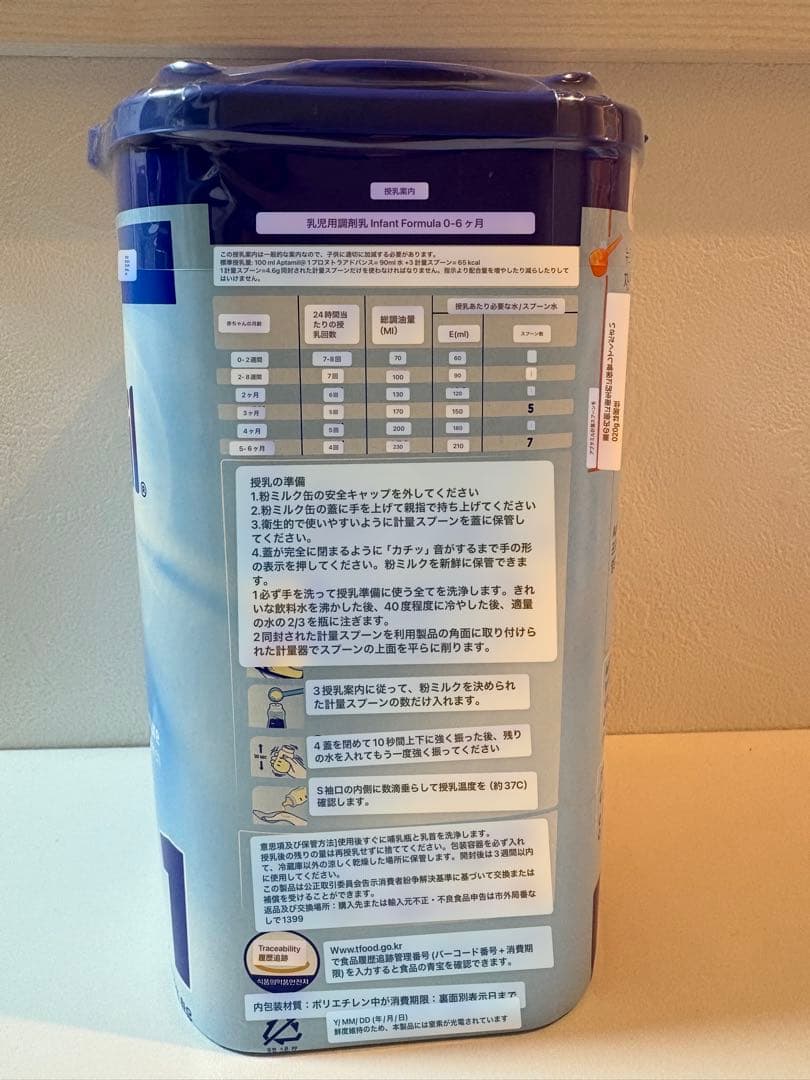 授乳案内
乳児用調剤乳 Infant Formula 0-6 ヶ月
この授乳案内は一般的な案内なので、子供に適切に加減する必要があります。
標準授乳量: 100 ml Aptamil@ 1プロヌトラアドバンス= 90ml 水 +3 計量スプーン= 65 kcal
1計量スプーン=4.6g同封された計量スプーンだけを使わなければなりません。指示より配合量を増やしたり減らしたりして
はいけません。
赤ちゃんの月齢 24時間当たりの授乳回数 総調油量(MI) 授乳あたり必要な水/スプーン水
E(ml) スプーン数
0-2週間 7-8回 70 60
2-8週間 7回 100 90
2ヶ月 6回 130 120
3ヶ月 5回 170 150 5
4ヶ月 5回 200 180
5-6ヶ月 4回 230 210 7
授乳の準備
1.粉ミルク缶の安全キャップを外してください
2.粉ミルク缶の蓋に手を上げて親指で持ち上げてください
3.衛生的で使いやすいように計量スプーンを蓋に保管し
てください。
4.蓋が完全に閉まるように「カチッ」音がするまで手の形
の表示を押してください。粉ミルクを新鮮に保管できま
す。
1必ず手を洗って授乳準備に使う全てを洗浄します。きれ
いな飲料水を沸かした後、40度程度に冷やした後、適量
の水の2/3を瓶に注ぎます。
2同封された計量スプーンを利用製品の角面に取り付けら
れた計量器でスプーンの上面を平らに削ります。
3授乳案内に従って、粉ミルクを決められ
た計量スプーンの数だけ入れます。
4蓋を閉めて10秒間上下に強く振った後、残り
の水を入れてもう一度強く振ってください
S袖口の内側に数滴垂らして授乳温度を(約37C)
確認します。
意思項及び保管方法]使用後すぐに哺乳瓶と乳首を洗浄します。
授乳後の残りの量は再授乳せずに捨ててください。包装容器を必ず入れ
て、冷蔵庫以外の涼しく乾燥した場所に保管します。開封後は3週間以内
に使用してください。
この製品は公正取引委員会告示消費者紛争解決基準に基づいて交換または
補償を受けることができます。
返品及び交換場所：購入先または輸入元不正・不良食品申告は市外局番な
しで1399
Traceability
履歴追跡
식품의약품안전처
Www.tfood.go.kr
で食品履歴追跡管理番号(バーコード番号+消費期
限)を入力すると食品の青宝を確認できます。
内包装材質：ポリエチレン中が消費期限：裏面別表示日まで
Y/ MM/ DD (年/月/日)
鮮度維持のため、本製品には窒素が光電されています